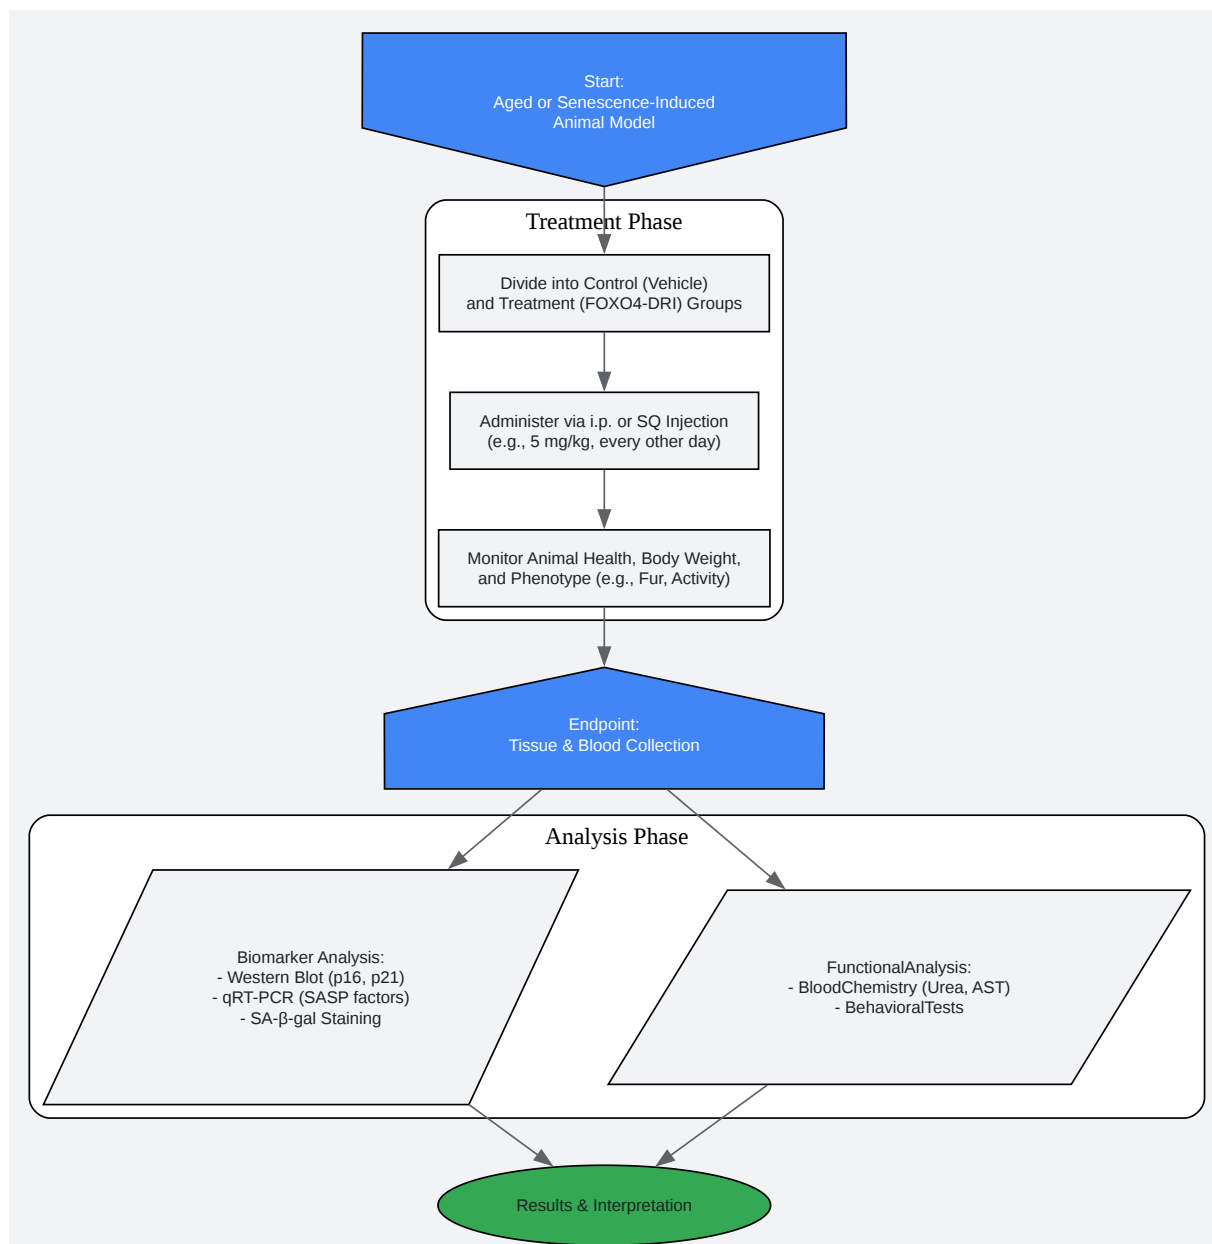 Start:
Aged or Senescence-Induced
Animal Model
Treatment Phase
Divide into Control (Vehicle)
and Treatment (FOXO4-DRI) Groups
Administer via i.p. or SQ Injection
(e.g., 5 mg/kg, every other day)
Monitor Animal Health, Body Weight,
and Phenotype (e.g., Fur, Activity)
Endpoint:
Tissue & Blood Collection
Analysis Phase
Biomarker Analysis:
- Western Blot (p16, p21)
- qRT-PCR (SASP factors)
- SA-β-gal Staining
FunctionalAnalysis:
- BloodChemistry (Urea, AST)
- BehavioralTests
Results & Interpretation